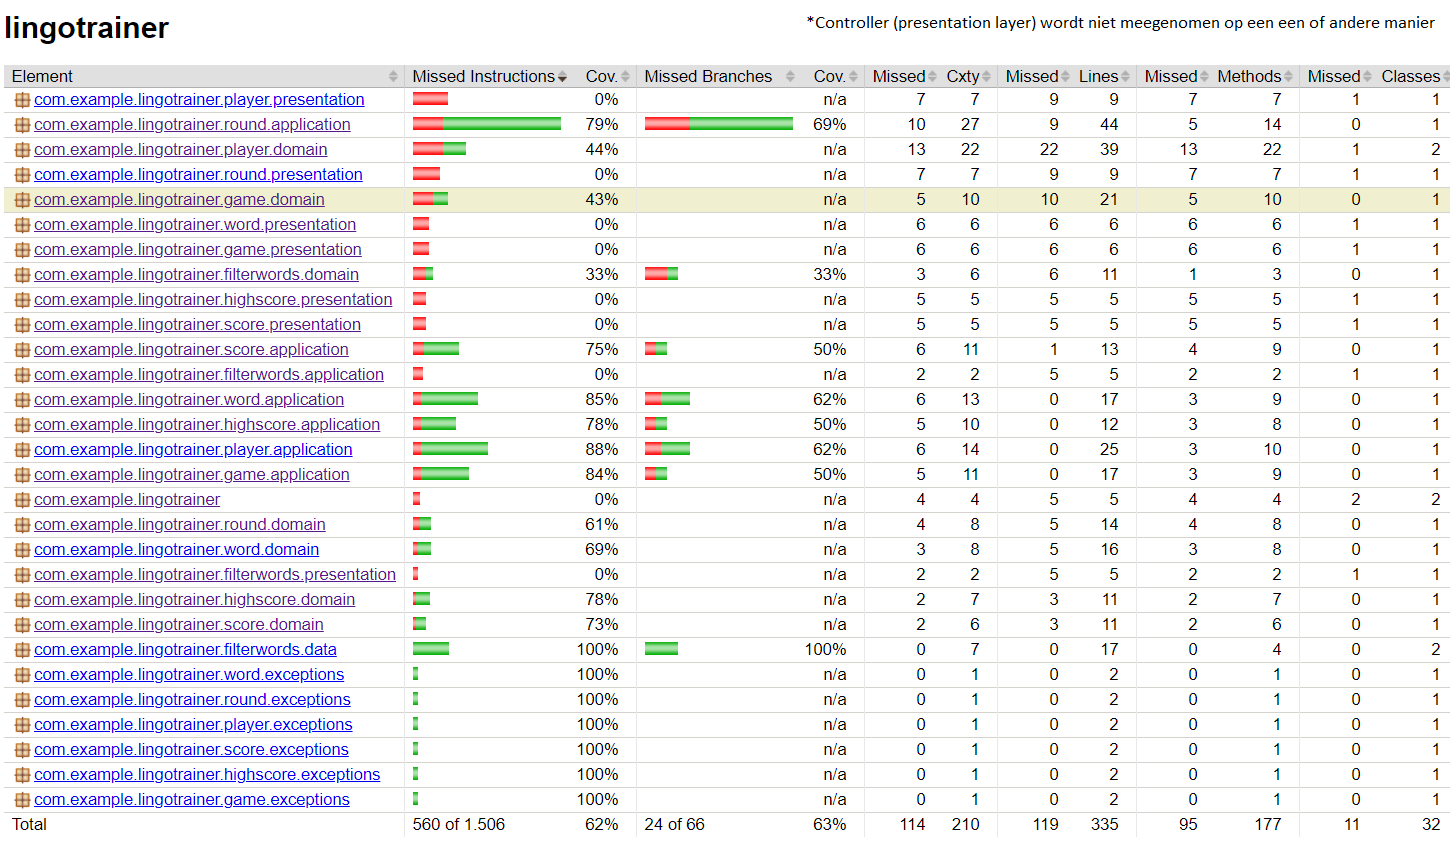 lingotrainer
*Controller (presentation layer) wordt niet meegenomen op een een of andere manier
Element Missed Instructions Cov. Missed Branches Cov. Missed Cxty Missed Lines Missed Methods Missed Classes
com.example.lingotrainer.player.presentation 0% n/a 7 7 9 9 7 7 1 1
com.example.lingotrainer.round.application 79% 69% 10 27 9 44 5 14 0 1
com.example.lingotrainer.player.domain 44% n/a 13 22 22 39 13 22 1 2
com.example.lingotrainer.round.presentation 0% n/a 7 7 9 9 7 7 1 1
com.example.lingotrainer.game.domain 43% n/a 5 10 10 21 5 10 0 1
com.example.lingotrainer.word.presentation 0% n/a 6 6 6 6 6 6 1 1
com.example.lingotrainer.game.presentation 0% n/a 6 6 6 6 6 6 1 1
com.example.lingotrainer.filterwords.domain 33% 33% 3 6 6 11 1 3 0 1
com.example.lingotrainer.highscore.presentation 0% n/a 5 5 5 5 5 5 1 1
com.example.lingotrainer.score.presentation 0% n/a 5 5 5 5 5 5 1 1
com.example.lingotrainer.score.application 75% 50% 6 11 1 13 4 9 0 1
com.example.lingotrainer.filterwords.application 0% n/a 2 2 5 5 2 2 1 1
com.example.lingotrainer.word.application 85% 62% 6 13 0 17 3 9 0 1
com.example.lingotrainer.highscore.application 78% 50% 5 10 0 12 3 8 0 1
com.example.lingotrainer.player.application 88% 62% 6 14 0 25 3 10 0 1
com.example.lingotrainer.game.application 84% 50% 5 11 0 17 3 9 0 1
com.example.lingotrainer 0% n/a 4 4 5 5 4 4 2 2
com.example.lingotrainer.round.domain 61% n/a 4 8 5 14 4 8 0 1
com.example.lingotrainer.word.domain 69% n/a 3 8 5 16 3 8 0 1
com.example.lingotrainer.filterwords.presentation 0% n/a 2 2 5 5 2 2 1 1
com.example.lingotrainer.highscore.domain 78% n/a 2 7 3 11 2 7 0 1
com.example.lingotrainer.score.domain 73% n/a 2 6 3 11 2 6 0 1
com.example.lingotrainer.filterwords.data 100% 100% 0 7 0 17 0 4 0 2
com.example.lingotrainer.word.exceptions 100% n/a 0 1 0 2 0 1 0 1
com.example.lingotrainer.round.exceptions 100% n/a 0 1 0 2 0 1 0 1
com.example.lingotrainer.player.exceptions 100% n/a 0 1 0 2 0 1 0 1
com.example.lingotrainer.score.exceptions 100% n/a 0 1 0 2 0 1 0 1
com.example.lingotrainer.highscore.exceptions 100% n/a 0 1 0 2 0 1 0 1
com.example.lingotrainer.game.exceptions 100% n/a 0 1 0 2 0 1 0 1
Total 560 of 1.506 62% 24 of 66 63% 114 210 119 335 95 177 11 32